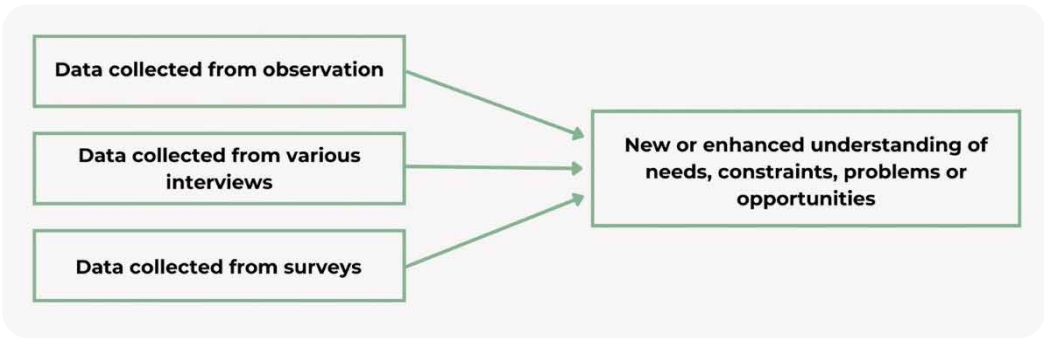 Data collected from observation
Data collected from various
interviews
Data collected from surveys
New or enhanced understanding of
needs, constraints, problems or
opportunities